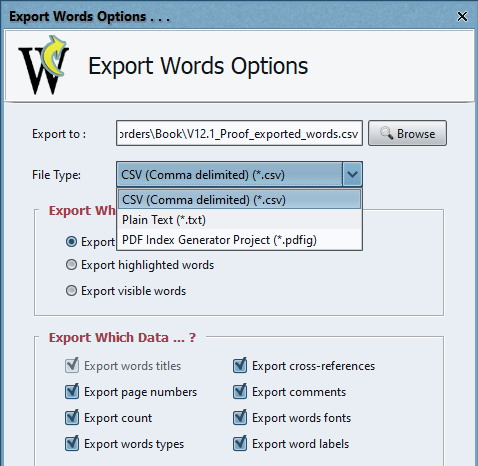 Export Words Options . . .
Export Words Options
Export to : orders\Book\V12.1_Proof_exported_words.csv Browse
File Type: CSV (Comma delimited) (*.csv)
CSV (Comma delimited) (*.csv)
Plain Text (*.txt)
PDF Index Generator Project (*.pdfig)
Export
Export highlighted words
Export visible words
Export Which Data ... ?
Export words titles Export cross-references
Export page numbers Export comments
Export count Export words fonts
Export words types Export word labels